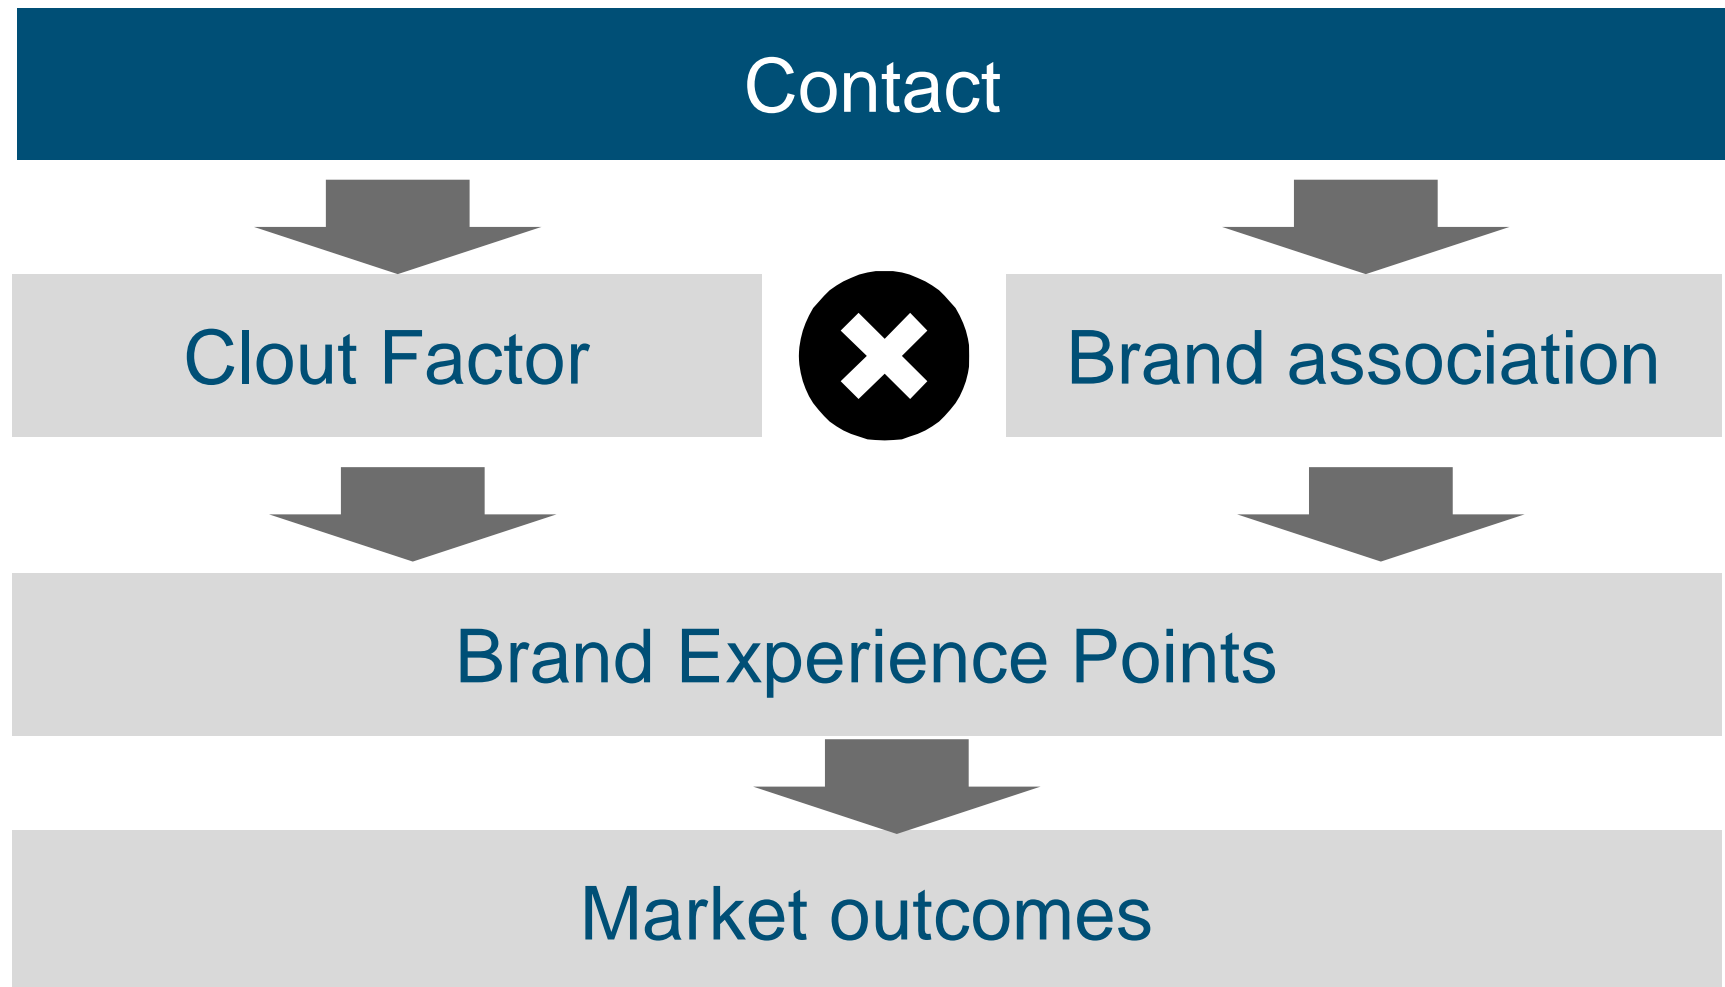 Contact
Clout Factor
Brand association
Brand Experience Points
Market outcomes